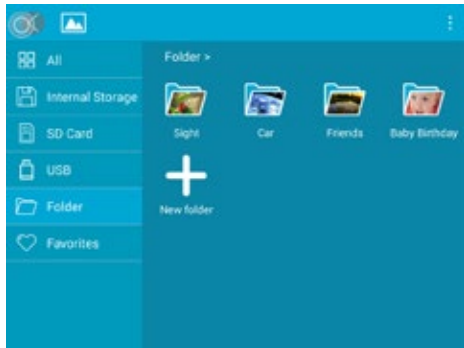 All
Internal Storage
SD Card
USB
Folder
Favorites
Folder >
Sight
Car
Friends
Baby Birthday
New folder